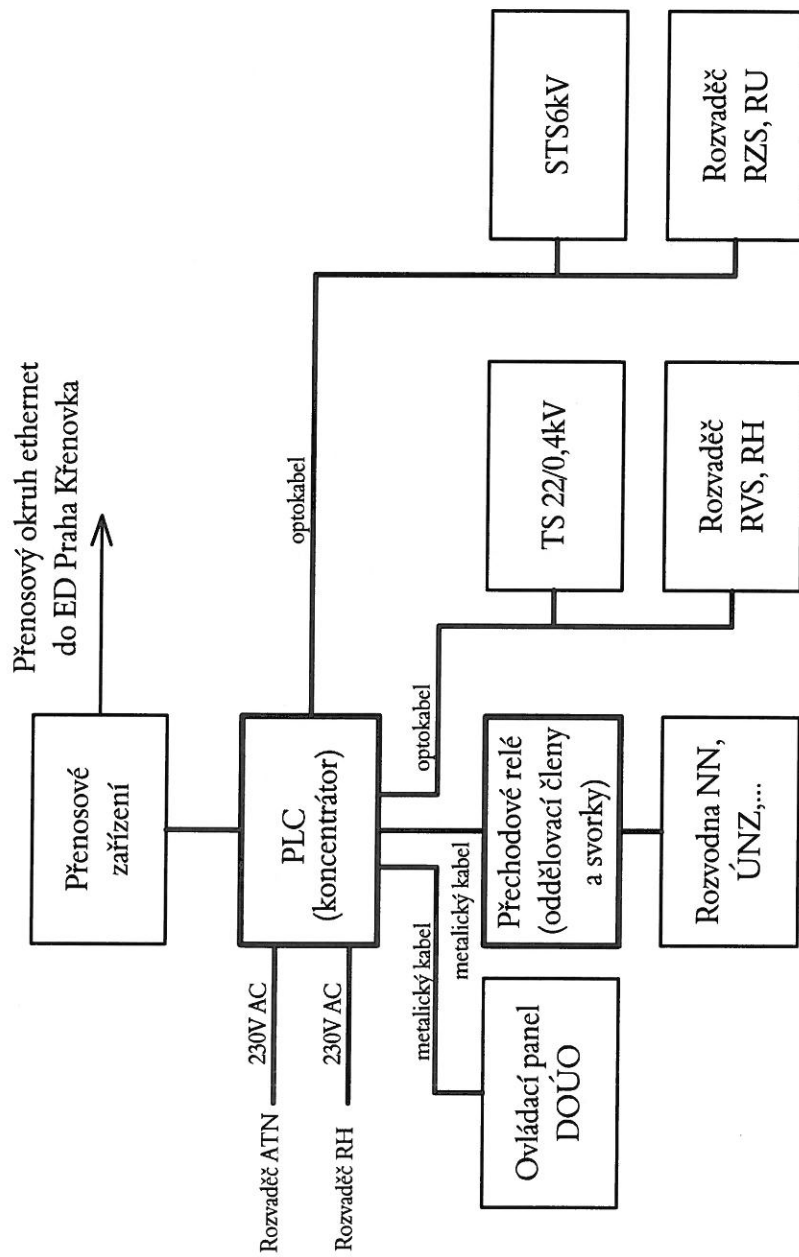 Přenosový okruh ethernet
do ED Praha Křenovka
Přenosové
zařízení
Rozvaděč ATN
230V AC
Rozvaděč RH
230V AC
PLC
(koncentrátor)
optokabel
optokabel
metalický kabel
metalický kabel
Ovládací panel
DOÚO
Přechodové relé
(oddělovací členy
a svorky)
TS 22/0,4kV
STS6kV
Rozvodna NN,
ÚNZ,...
Rozvaděč
RVS, RH
Rozvaděč
RZS, RU